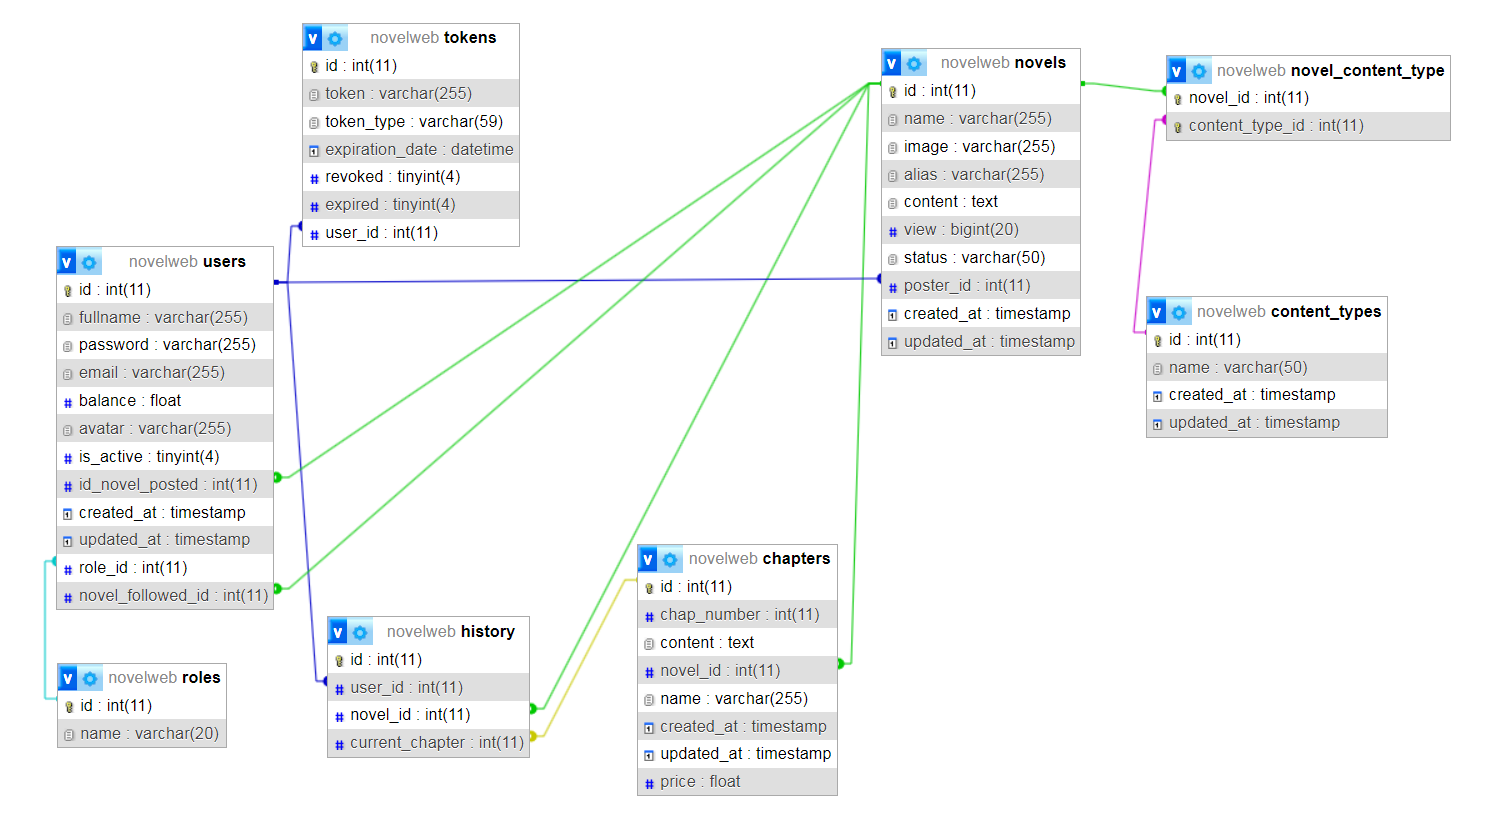 v novelweb tokens
id : int(11)
token : varchar(255)
token_type : varchar(59)
expiration_date : datetime
revoked : tinyint(4)
expired : tinyint(4)
user_id : int(11)
v novelweb novels
id : int(11)
name : varchar(255)
image : varchar(255)
alias : varchar(255)
content : text
view : bigint(20)
status : varchar(50)
poster_id : int(11)
created_at : timestamp
updated_at : timestamp
v novelweb novel_content_type
novel_id : int(11)
content_type_id : int(11)
v novelweb users
id : int(11)
fullname : varchar(255)
password : varchar(255)
email : varchar(255)
balance : float
avatar : varchar(255)
is_active : tinyint(4)
id_novel_posted : int(11)
created_at : timestamp
updated_at : timestamp
role_id : int(11)
novel_followed_id : int(11)
v novelweb content_types
id : int(11)
name : varchar(50)
created_at : timestamp
updated_at : timestamp
v novelweb chapters
id : int(11)
chap_number : int(11)
content : text
novel_id : int(11)
name : varchar(255)
created_at : timestamp
updated_at : timestamp
price : float
v novelweb history
id : int(11)
user_id : int(11)
novel_id : int(11)
current_chapter : int(11)
v novelweb roles
id : int(11)
name : varchar(20)